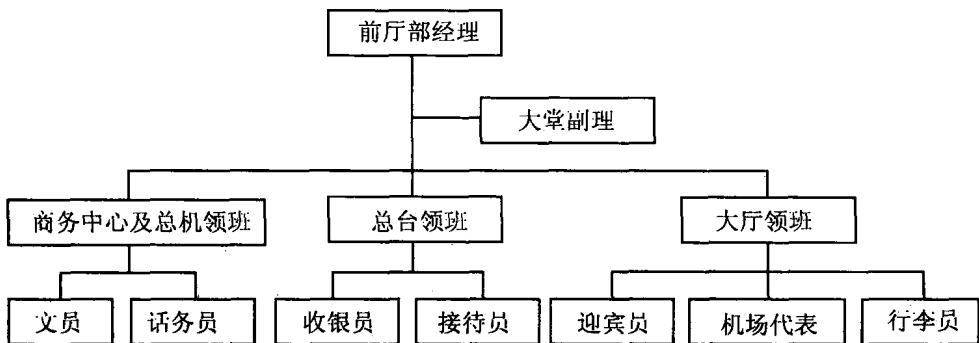 前厅部经理
大堂副理
商务中心及总机领班
总台领班
大厅领班
文员
话务员
收银员
接待员
迎宾员
机场代表
行李员